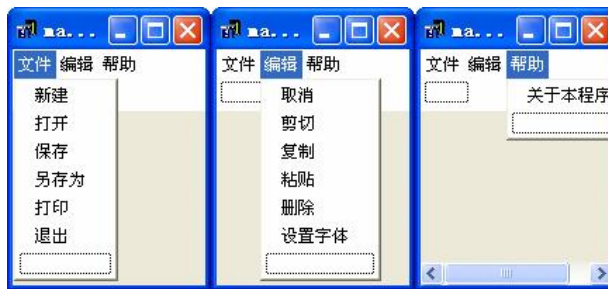 ma...
文件 编辑 帮助
新建
打开
保存
另存为
打印
退出
ma...
文件 编辑 帮助
取消
剪切
复制
粘贴
删除
设置字体
ma...
文件 编辑 帮助
关于本程序